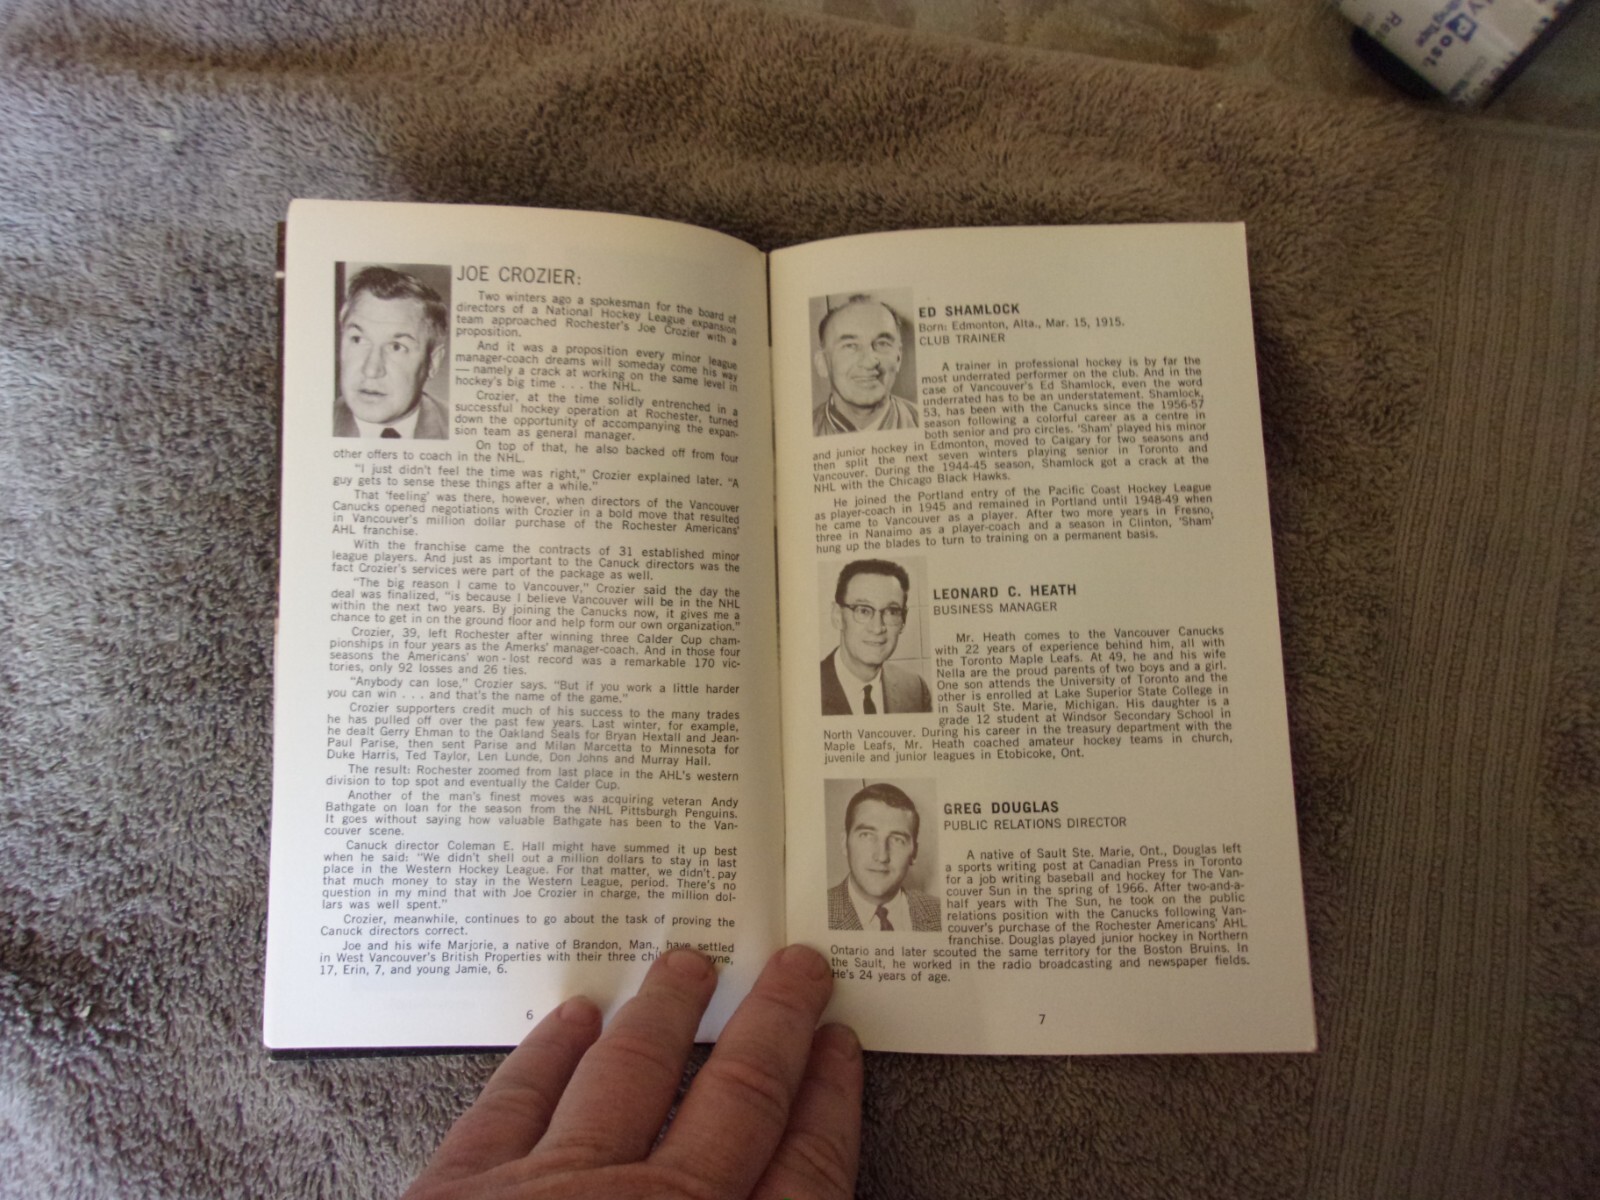 JOE CROZIER:
Two winters ago a spokesman for the board of
directors of a National Hockey League expansion
team approached Rochester's Joe Crozier with a
proposition.
And it was a proposition every minor league
manager-coach dreams will someday come his way
— namely a crack at working on the same level in
hockey's big time . . . the NHL.
Crozier, at the time solidly entrenched in a
successful hockey operation at Rochester, turned
down the opportunity of accompanying the expan-
sion team as general manager.
On top of that, he also backed off from four
other offers to coach in the NHL.
"I just didn't feel the time was right," Crozier explained later. "A
guy gets to sense these things after a while."
That 'feeling' was there, however, when directors of the Vancouver
Canucks opened negotiations with Crozier in a bold move that resulted
in Vancouver's million dollar purchase of the Rochester Americans'
AHL franchise.
With the franchise came the contracts of 31 established minor
league players. And just as important to the Canuck directors was the
fact Crozier's services were part of the package as well.
"The big reason I came to Vancouver," Crozier said the day the
deal was finalized, "is because I believe Vancouver will be in the NHL
within the next two years. By joining the Canucks now, it gives me a
chance to get in on the ground floor and help form our own organization."
Crozier, 39, left Rochester after winning three Calder Cup cham-
pionships in four years as the Amerks' manager-coach. And in those four
seasons the Americans' won-lost record was a remarkable 170 vic-
tories, only 92 losses and 26 ties.
"Anybody can lose," Crozier says. "But if you work a little harder
you can win . . . and that's the name of the game."
Crozier supporters credit much of his success to the many trades
he has pulled off over the past few years. Last winter, for example,
he dealt Gerry Ehman to the Oakland Seals for Bryan Hextall and Jean-
Paul Parise, then sent Parise and Milan Marcetta to Minnesota for
Duke Harris, Ted Taylor, Len Lunde, Don Johns and Murray Hall.
The result: Rochester zoomed from last place in the AHL's western
division to top spot and eventually the Calder Cup.
Another of the man's finest moves was acquiring veteran Andy
Bathgate on loan for the season from the NHL Pittsburgh Penguins.
It goes without saying how valuable Bathgate has been to the Van-
couver scene.
Canuck director Coleman E. Hall might have summed it up best
when he said: "We didn't shell out a million dollars to stay in last
place in the Western Hockey League. For that matter, we didn't pay
that much money to stay in the Western League, period. There's no
question in my mind that with Joe Crozier in charge, the million dol-
lars was well spent."
Crozier, meanwhile, continues to go about the task of proving the
Canuck directors correct.
Joe and his wife Marjorie, a native of Brandon, Man., have settled
in West Vancouver's British Properties with their three
17, Erin, 7, and young Jamie, 6.
6
ED SHAMLOCK
Born: Edmonton, Alta., Mar. 15, 1915.
CLUB TRAINER
A trainer in professional hockey is by far the
most underrated performer on the club. And in the
case of Vancouver's Ed Shamlock, even the word
underrated has to be an understatement. Shamlock,
53, has been with the Canucks since the 1956-57
season following a colorful career as a centre in
both senior and pro circles. 'Sham' played his minor
and junior hockey in Edmonton, moved to Calgary for two seasons and
then split the next seven winters playing senior in Toronto and
Vancouver. During the 1944-45 season, Shamlock got a crack at the
NHL with the Chicago Black Hawks.
He joined the Portland entry of the Pacific Coast Hockey League
as player-coach in 1945 and remained in Portland until 1948-49 when
he came to Vancouver as a player. After two more years in Fresno,
three in Nanaimo as a player-coach and a season in Clinton, 'Sham'
hung up the blades to turn to training on a permanent basis.
LEONARD C. HEATH
BUSINESS MANAGER
Mr. Heath comes to the Vancouver Canucks
with 22 years of experience behind him, all with
the Toronto Maple Leafs. At 49, he and his wife
Nella are the proud parents of two boys and a girl.
One son attends the University of Toronto and the
other is enrolled at Lake Superior State College in
in Sault Ste. Marie, Michigan. His daughter is a
grade 12 student at Windsor Secondary School in
North Vancouver. During his career in the treasury department with the
Maple Leafs, Mr. Heath coached amateur hockey teams in church,
juvenile and junior leagues in Etobicoke, Ont.
GREG DOUGLAS
PUBLIC RELATIONS DIRECTOR
A native of Sault Ste. Marie, Ont., Douglas left
a sports writing post at Canadian Press in Toronto
for a job writing baseball and hockey for The Van-
couver Sun in the spring of 1966. After two-and-a-
half years with The Sun, he took on the public
relations position with the Canucks following Van-
couver's purchase of the Rochester Americans' AHL
franchise. Douglas played junior hockey in Northern
Ontario and later scouted the same territory for the Boston Bruins. In
the Sault, he worked in the radio broadcasting and newspaper fields.
He's 24 years of age.
7